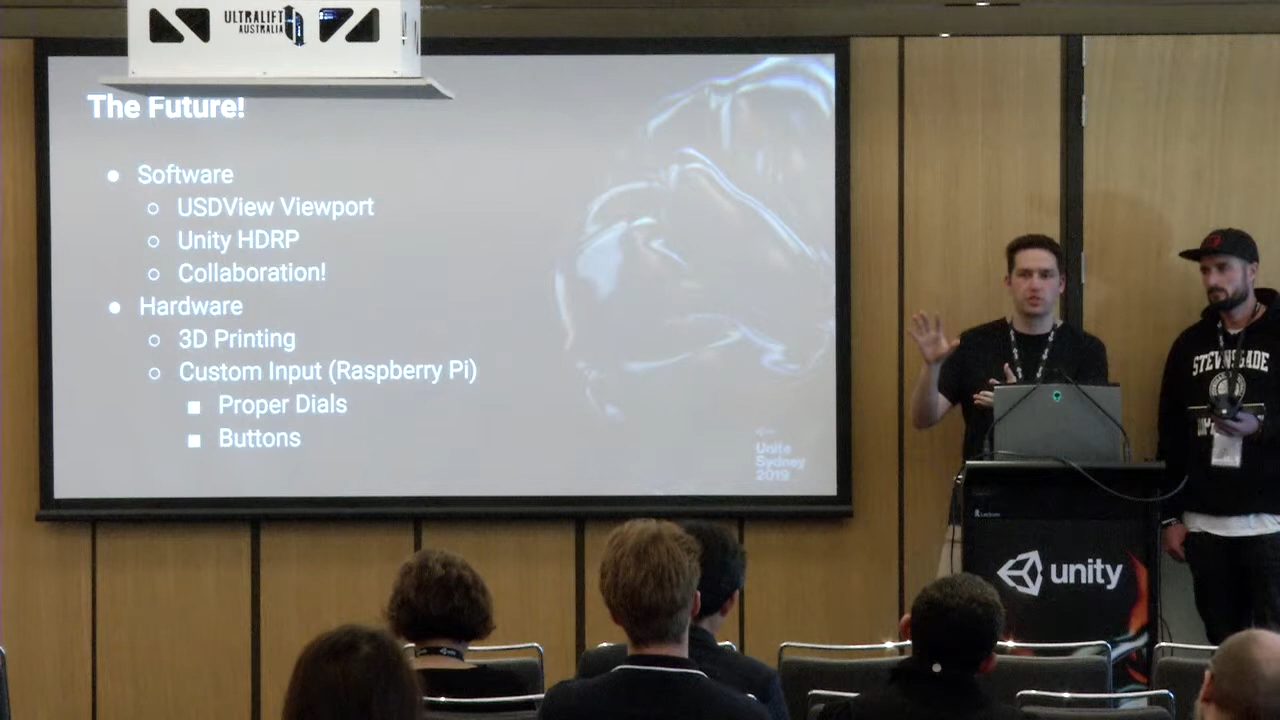 ULTRALIFT
AUSTRALIA
The Future!
● Software
○ USDView Viewport
○ Unity HDRP
○ Collaboration!
● Hardware
○ 3D Printing
○ Custom Input (Raspberry Pi)
■ Proper Dials
■ Buttons
Unite
Sydney
2019
unity